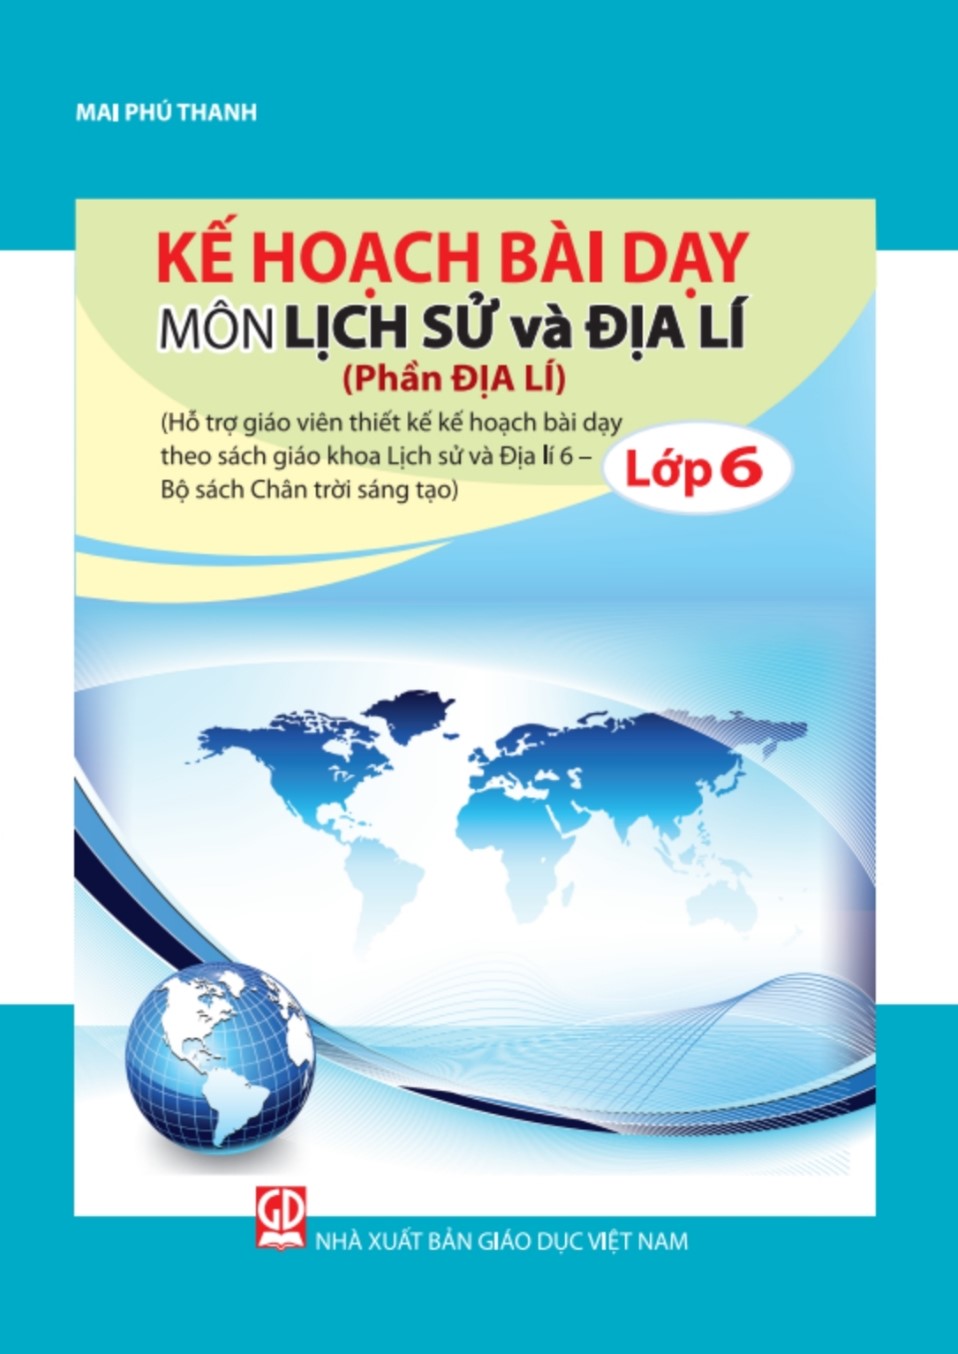 MAI PHÚ THANH
KẾ HOẠCH BÀI DẠY
MÔN LỊCH SỬ và ĐỊA LÍ
(Phần ĐỊA LÍ)
(Hỗ trợ giáo viên thiết kế kế hoạch bài dạy
theo sách giáo khoa Lịch sử và Địa lí 6 –
Bộ sách Chân trời sáng tạo)
Lớp 6
GD
NHÀ XUẤT BẢN GIÁO DỤC VIỆT NAM